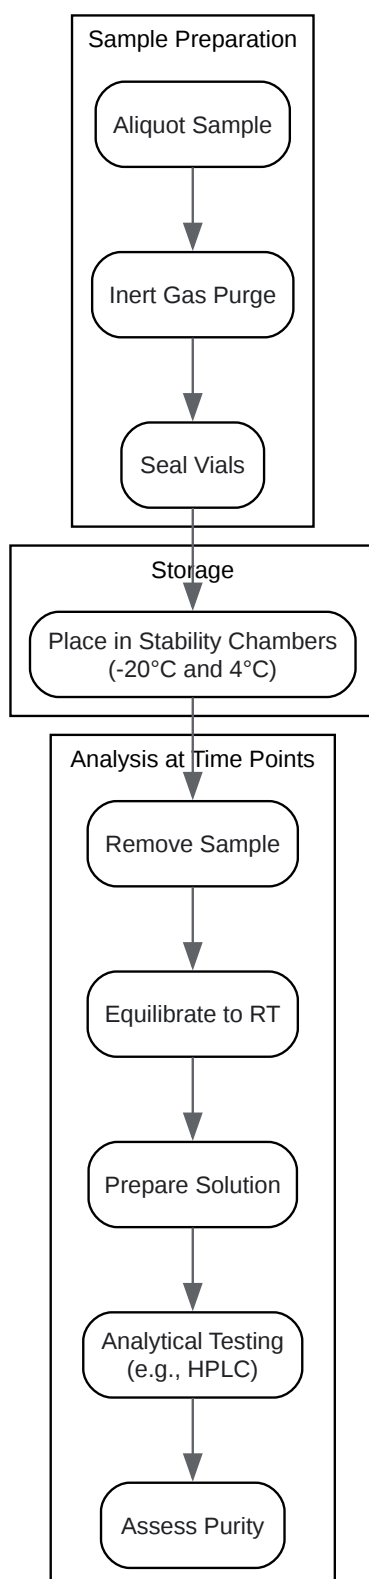 Sample Preparation
Aliquot Sample
Inert Gas Purge
Seal Vials
Storage
Place in Stability Chambers
(-20°C and 4°C)
Analysis at Time Points
Remove Sample
Equilibrate to RT
Prepare Solution
Analytical Testing
(e.g., HPLC)
Assess Purity